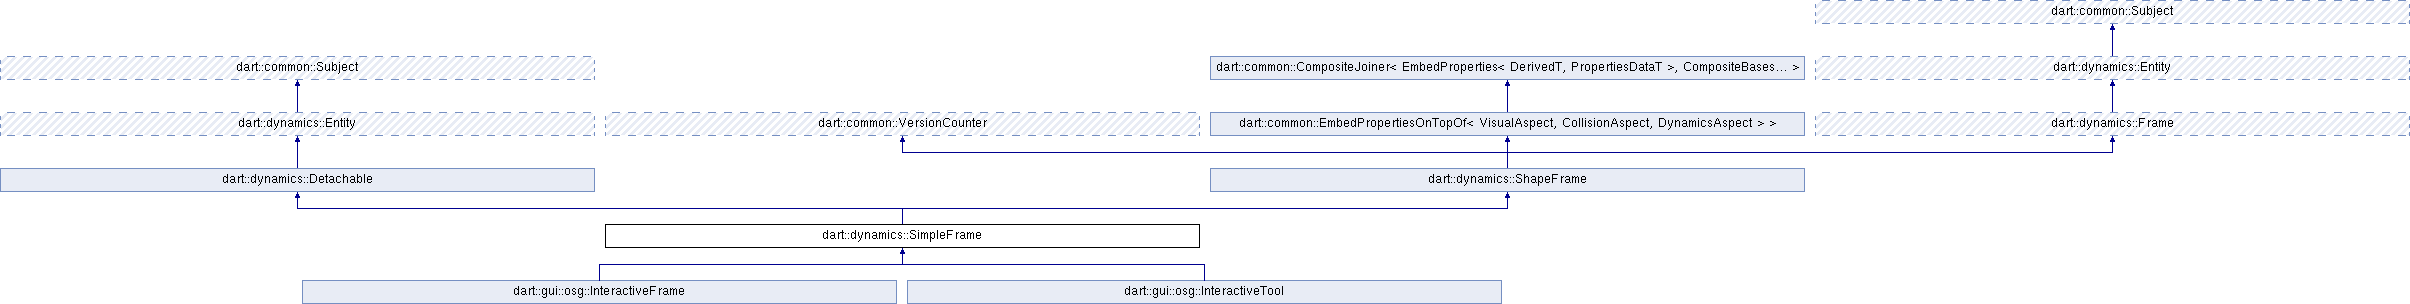 dart::common::Subject
dart::common::Subject
dart::common::CompositeJoiner< EmbedProperties< DerivedT, PropertiesDataT >, CompositeBases... >
dart::dynamics::Entity
dart::dynamics::Entity
dart::common::VersionCounter
dart::common::EmbedPropertiesOnTopOf< VisualAspect, CollisionAspect, DynamicsAspect > >
dart::dynamics::Frame
dart::dynamics::Detachable
dart::dynamics::ShapeFrame
dart::dynamics::SimpleFrame
dart::gui::osg::InteractiveFrame
dart::gui::osg::InteractiveTool